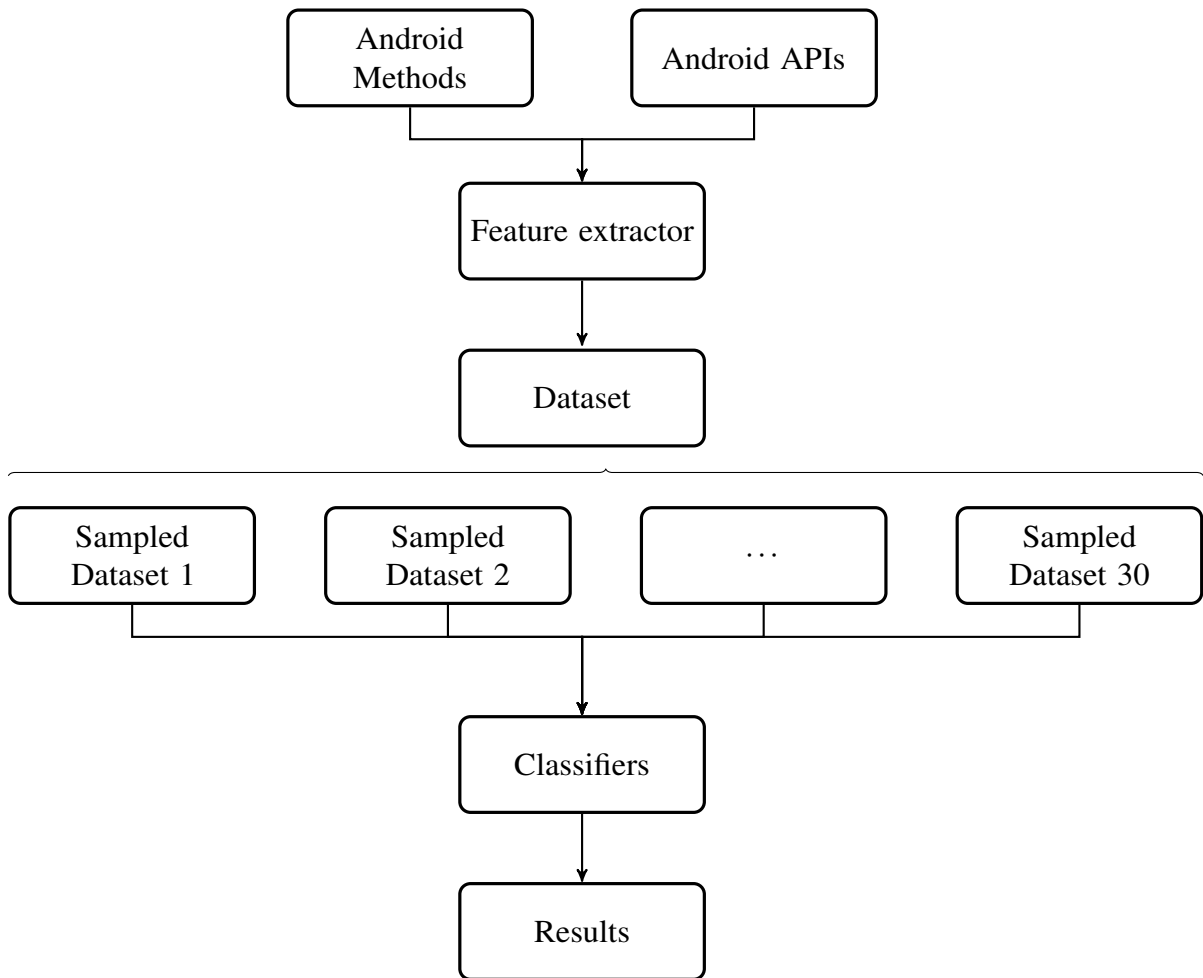 Android
Methods
Android APIs
Feature extractor
Dataset
Sampled
Dataset 1
Sampled
Dataset 2
...
Sampled
Dataset 30
Classifiers
Results